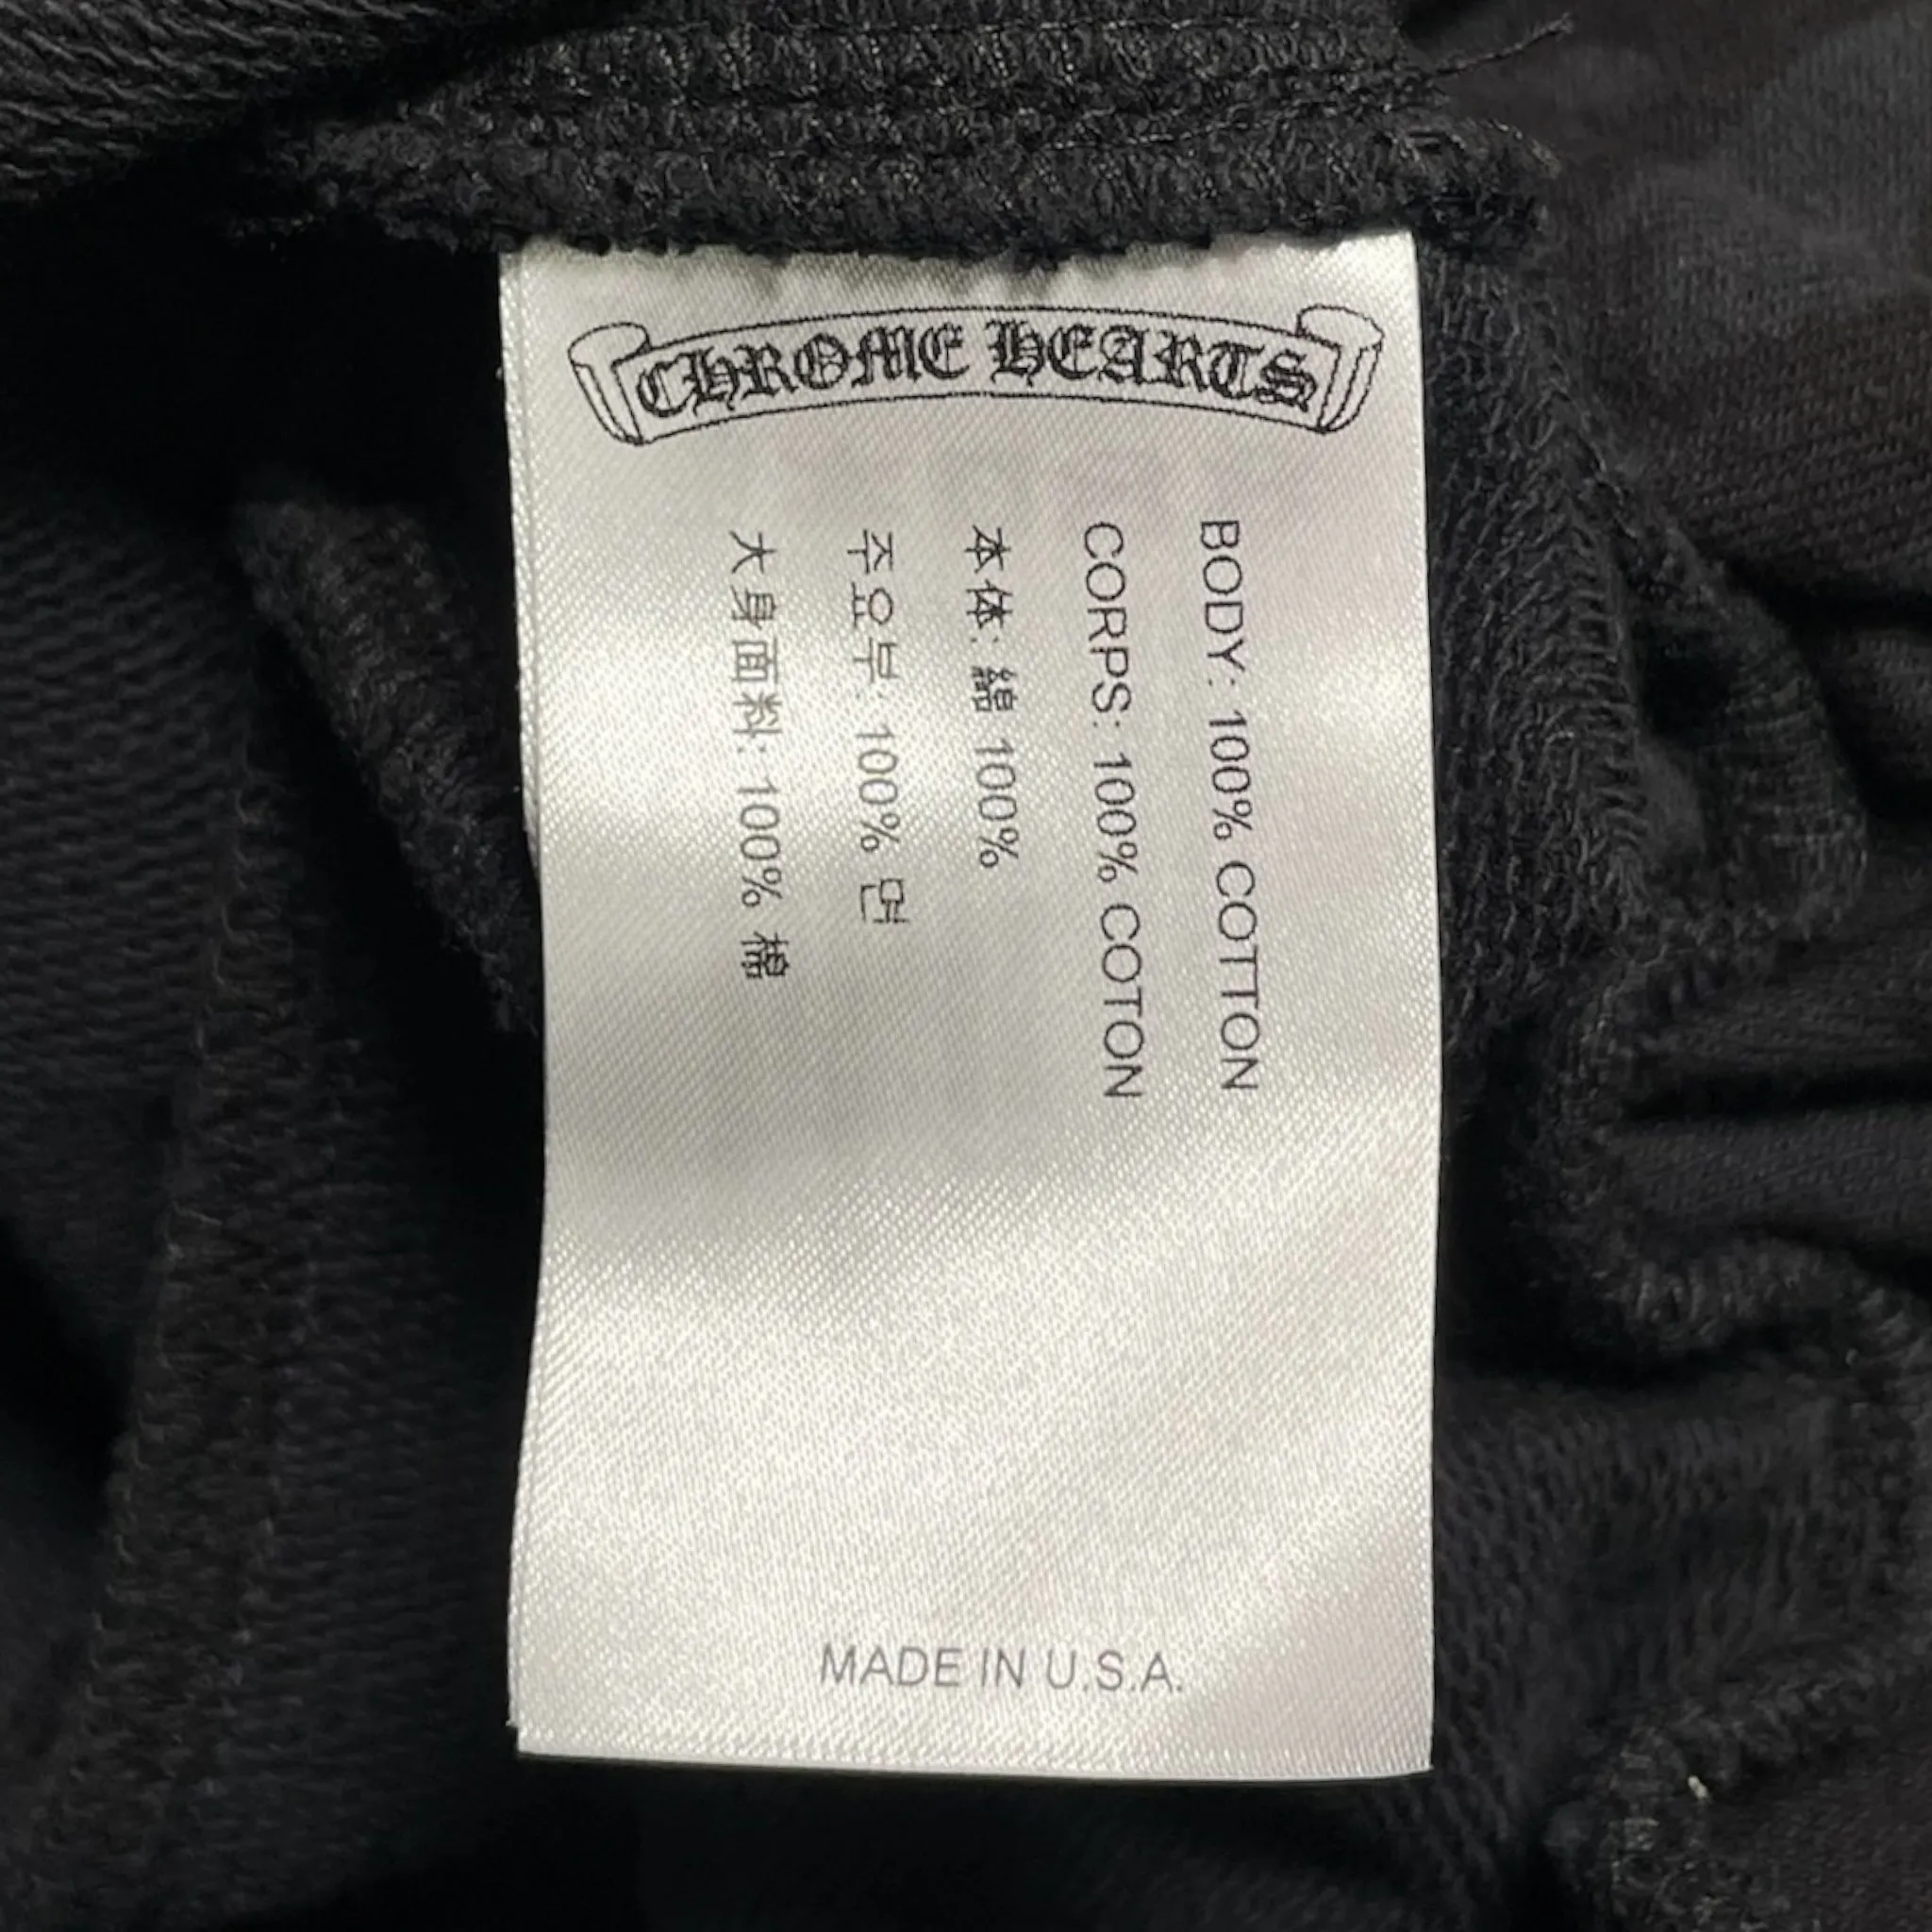 CHROME HEARTS
BODY: 100% COTTON
CORPS: 100% COTON
本体: 綿 100%
주요부: 100% 면
大身面料: 100% 棉
MADE IN U.S.A.